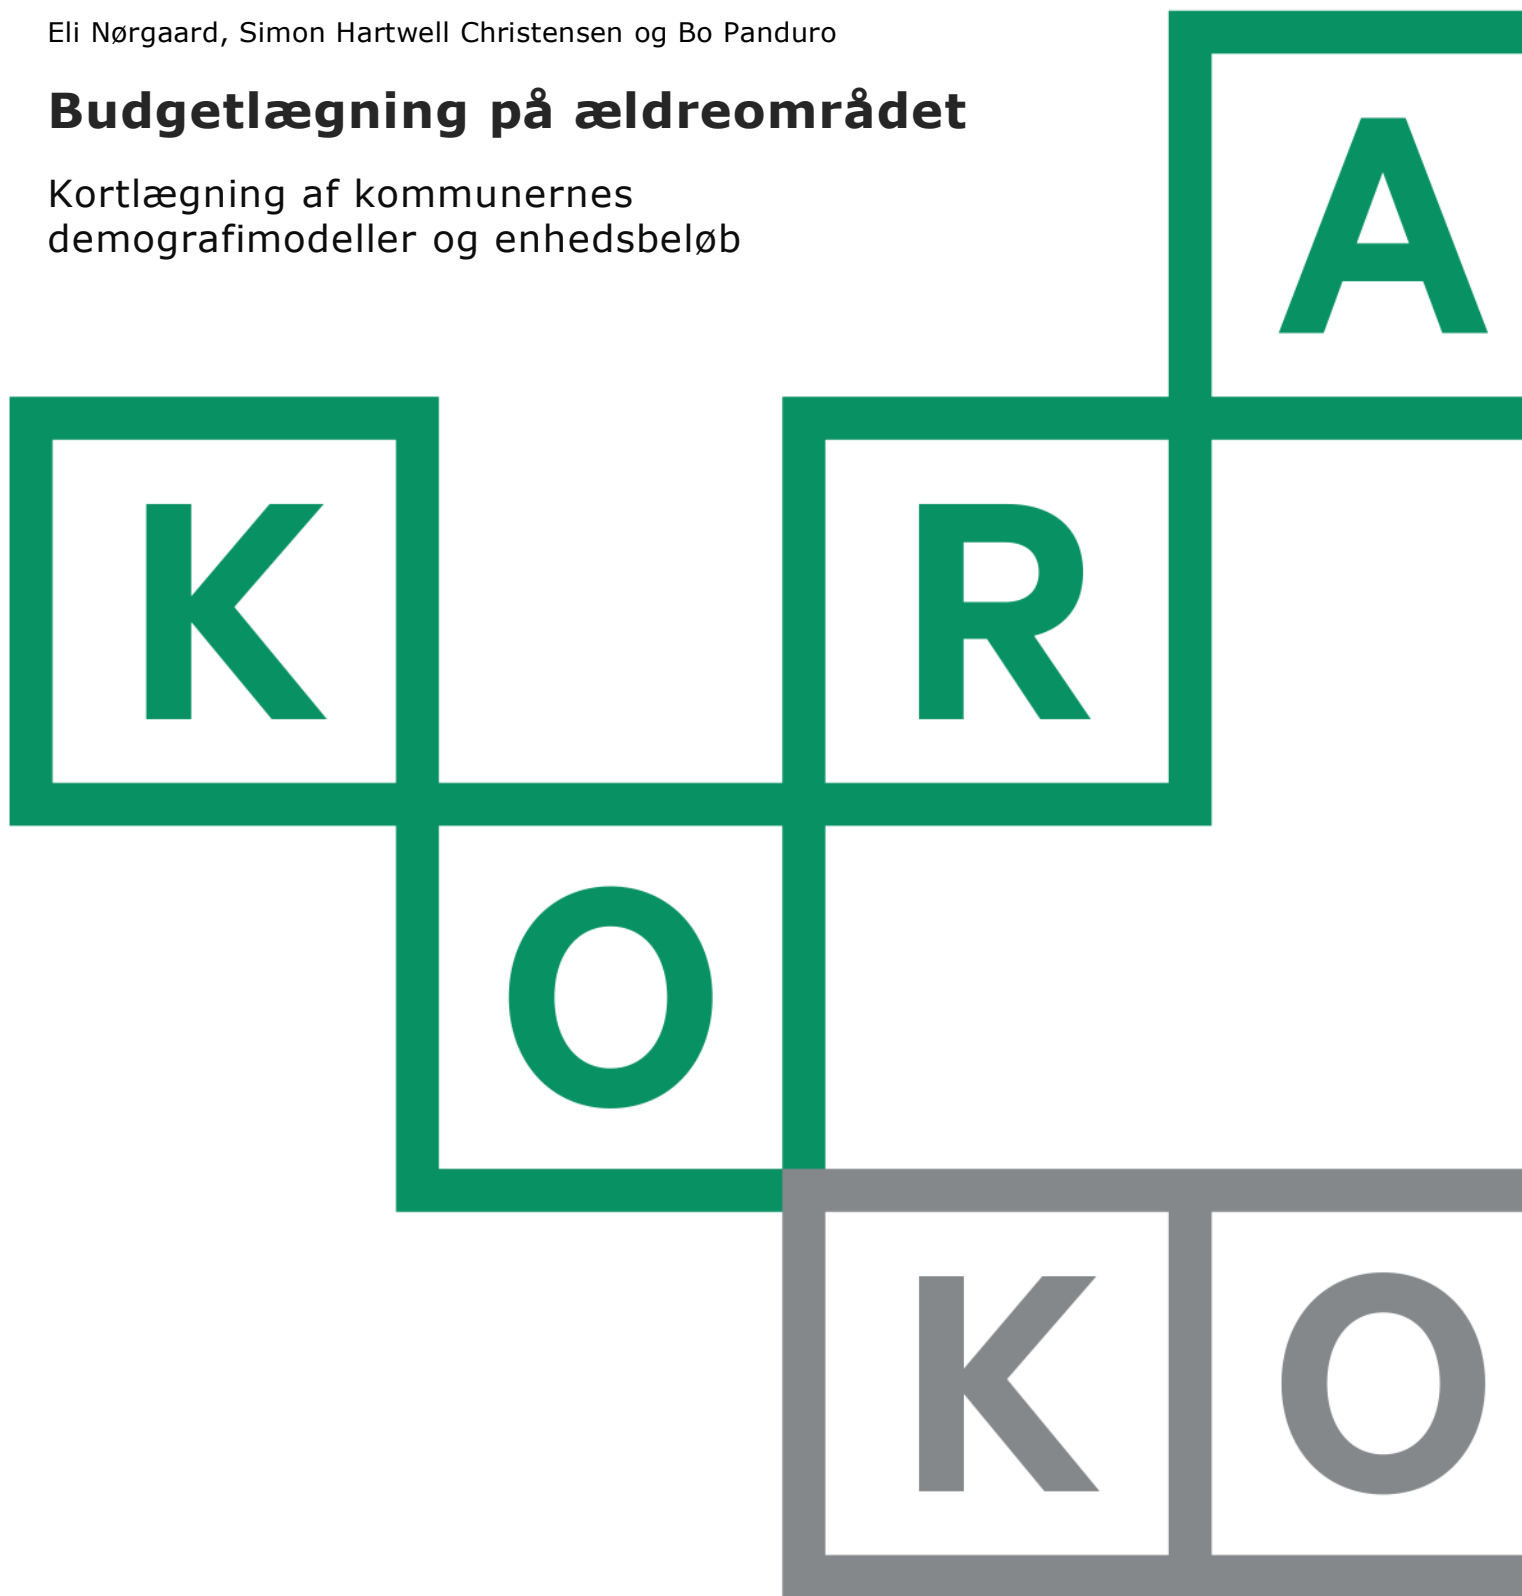 Eli Nørgaard, Simon Hartwell Christensen og Bo Panduro
Budgetlægning på ældreområdet
Kortlægning af kommunernes
demografimodeller og enhedsbeløb
A
K R
O
K O